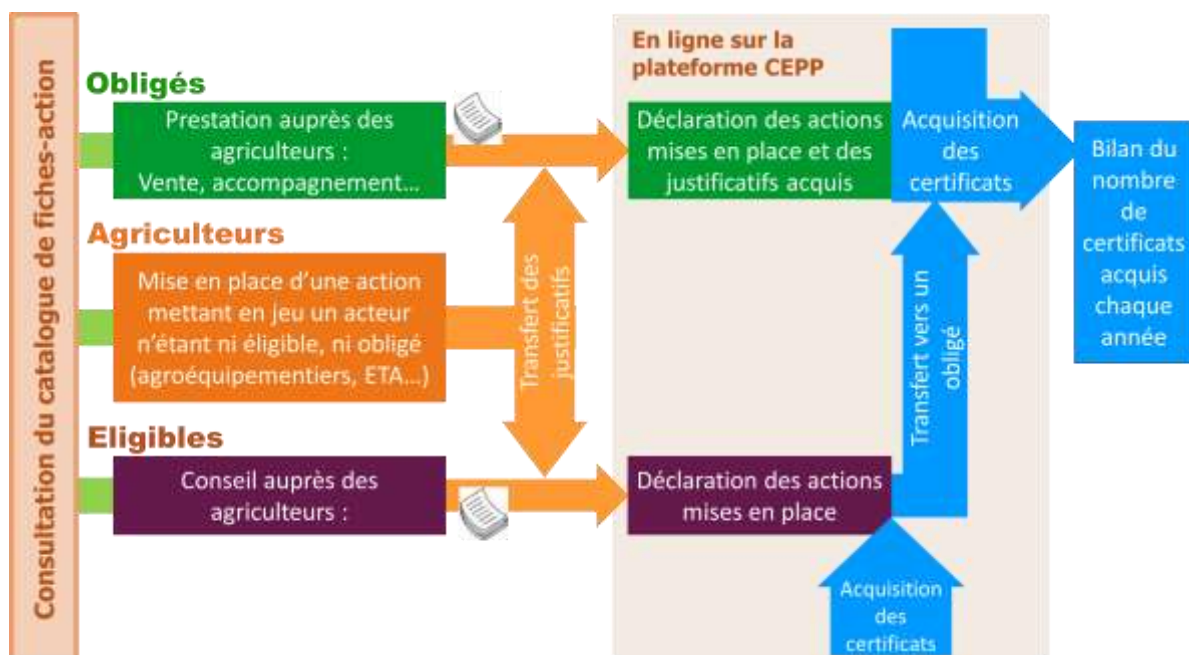 Consultation du catalogue de fiches-action
Obligés
Prestation auprès des
agriculteurs :
Vente, accompagnement...
Agriculteurs
Mise en place d'une action
mettant en jeu un acteur
n'étant ni éligible, ni obligé
(agroéquipementiers, ETA...)
Eligibles
Conseil auprès des
agriculteurs :
Transfert des
justificatifs
En ligne sur la
plateforme CEPP
Déclaration des actions
mises en place et des
justificatifs acquis
Déclaration des actions
mises en place
Acquisition
des
certificats
Transfert vers un
obligé
Acquisition
des
certificats
Bilan du
nombre
de
certificats
acquis
chaque
année